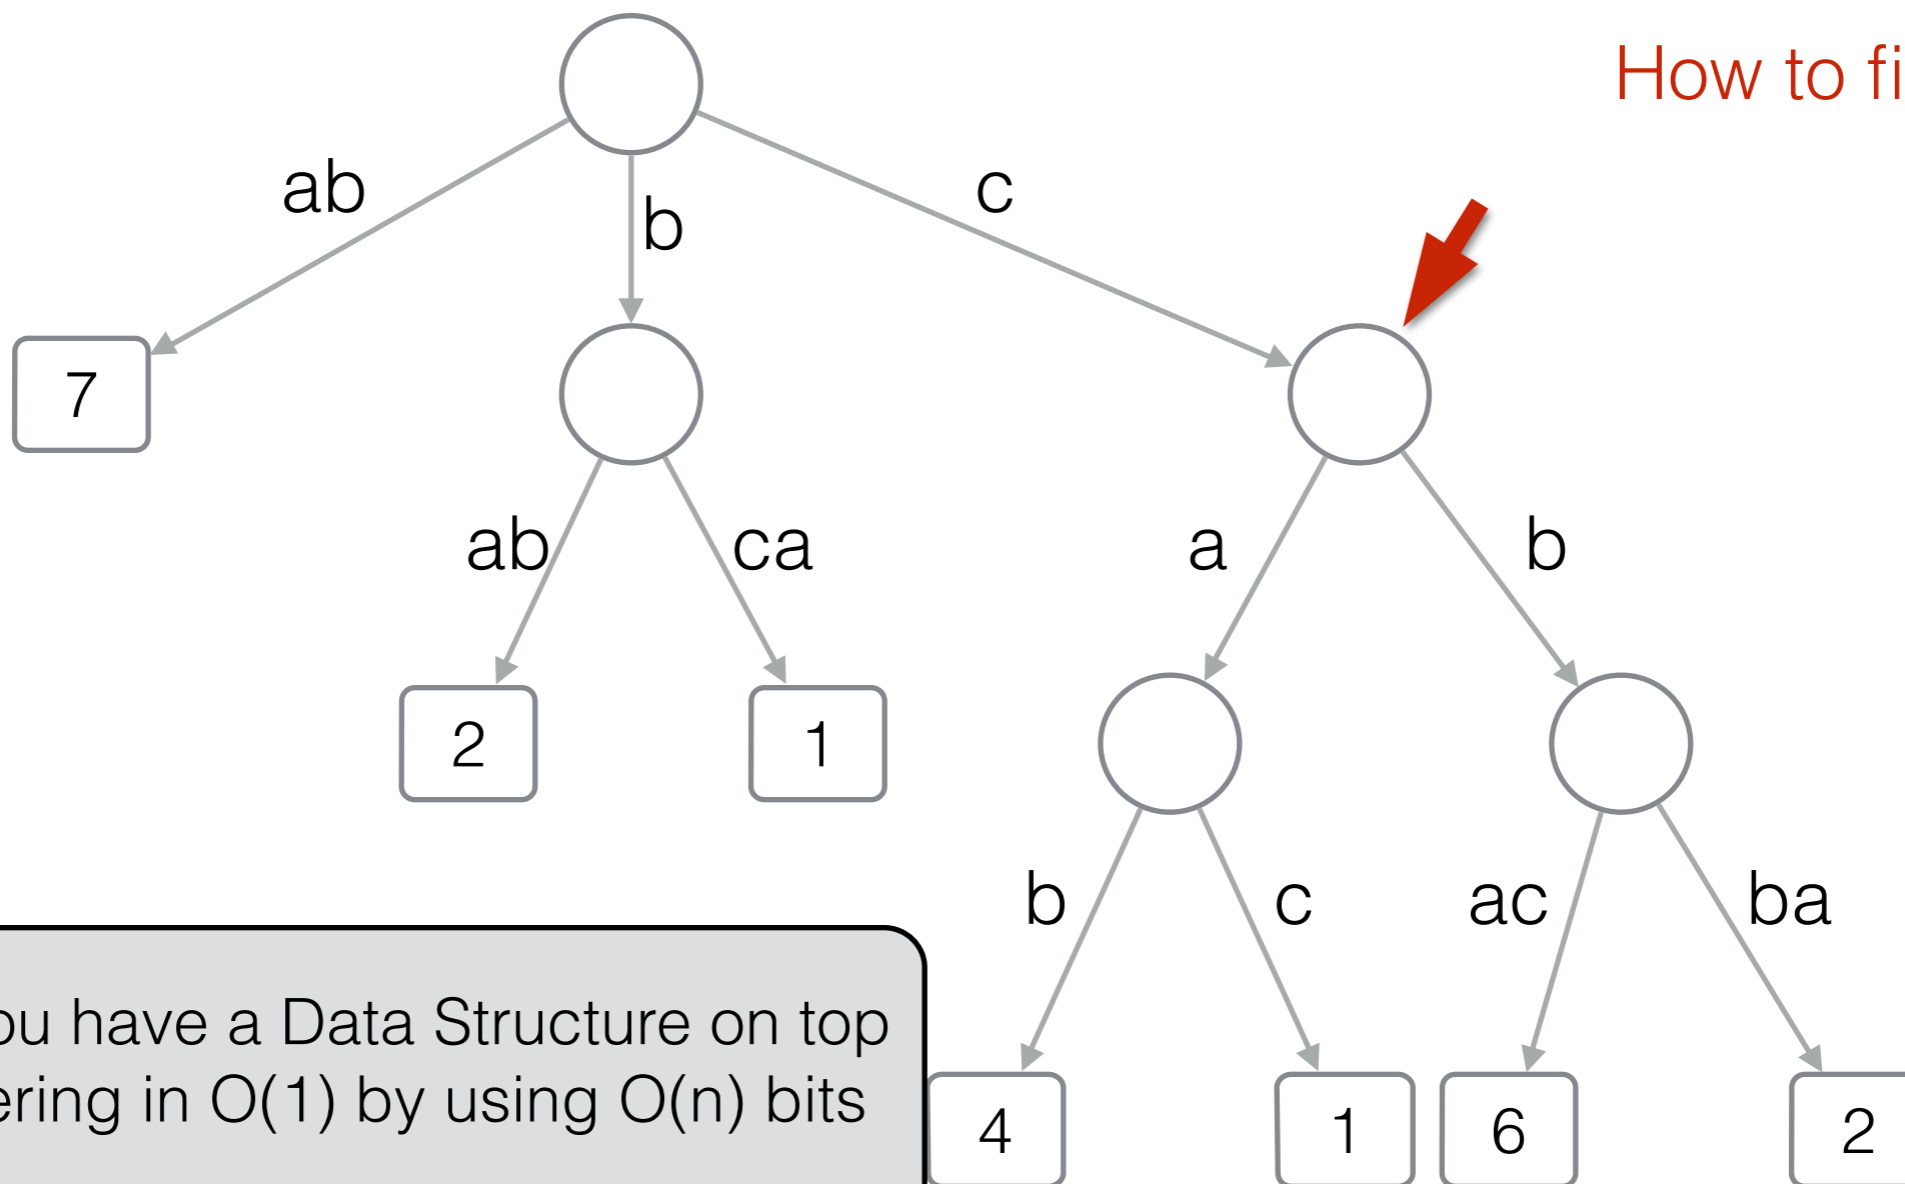 How to fi
ab
b
c
7
ab
ca
a
b
2
1
b
c
ac
ba
ou have a Data Structure on top
ering in O(1) by using O(n) bits
4
1
6
2